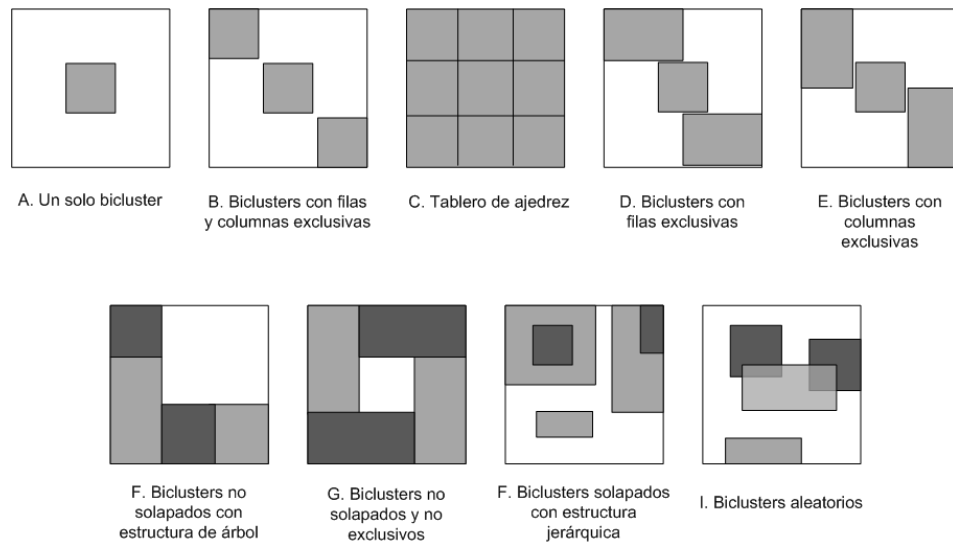 A. Un solo bicluster
B. Biclusters con filas
y columnas exclusivas
C. Tablero de ajedrez
D. Biclusters con
filas exclusivas
E. Biclusters con
columnas
exclusivas
F. Biclusters no
solapados con
estructura de árbol
G. Biclusters no
solapados y no
exclusivos
F. Biclusters solapados
con estructura
jerárquica
I. Biclusters aleatorios